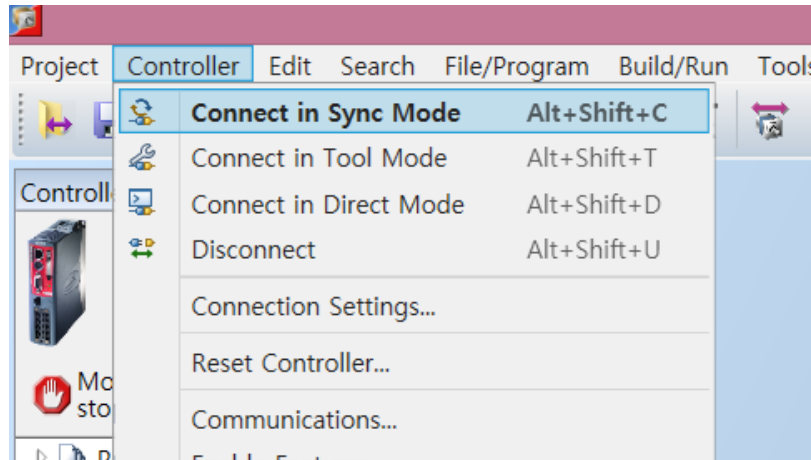 Project Controller Edit Search File/Program Build/Run Tools
Connect in Sync Mode Alt+Shift+C
Connect in Tool Mode Alt+Shift+T
Connect in Direct Mode Alt+Shift+D
Disconnect Alt+Shift+U
Connection Settings...
Reset Controller...
Communications...